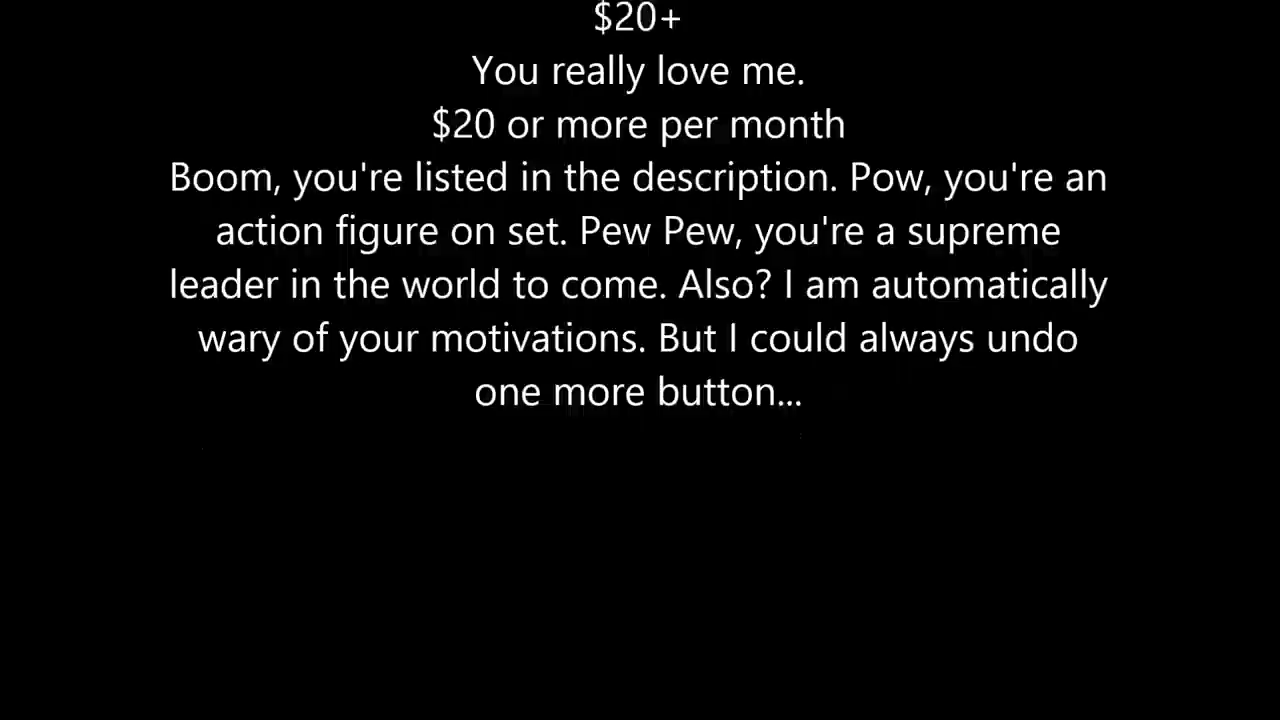 $20+
You really love me.
$20 or more per month
Boom, you're listed in the description. Pow, you're an
action figure on set. Pew Pew, you're a supreme
leader in the world to come. Also? I am automatically
wary of your motivations. But I could always undo
one more button...